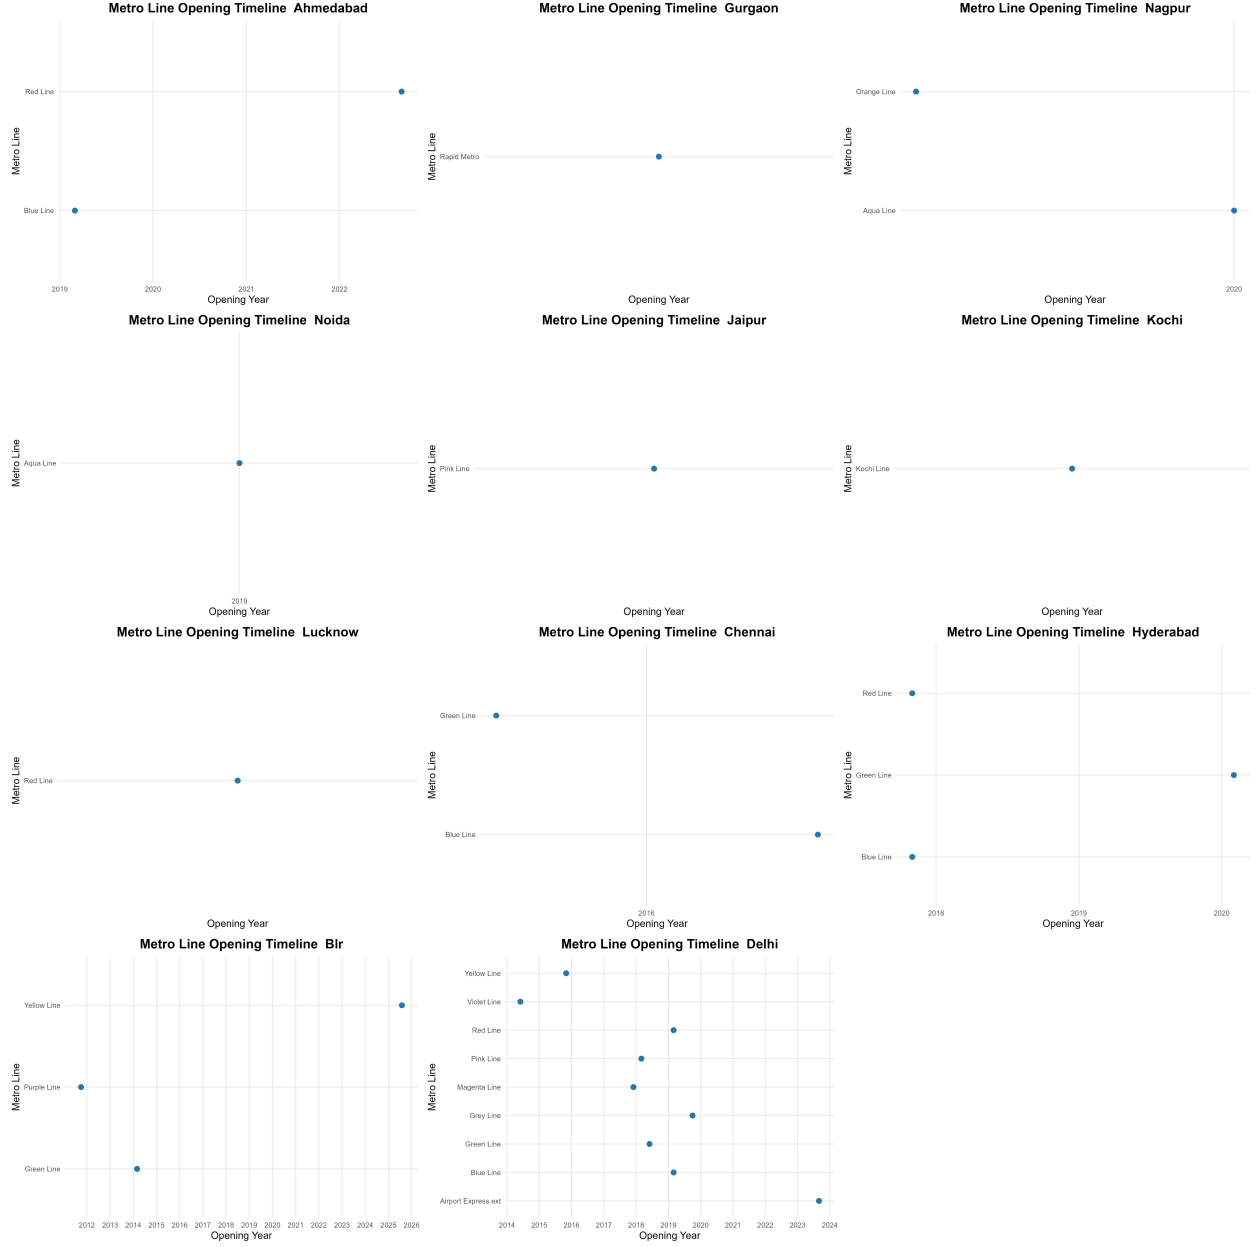 Metro Line Opening Timeline  Ahmedabad
Metro Line
Red Line
Blue Line
2019 2020 2021 2022
Opening Year
Metro Line Opening Timeline  Gurgaon
Metro Line
Rapid Metro
Opening Year
Metro Line Opening Timeline  Nagpur
Metro Line
Orange Line
Aqua Line
2020
Opening Year
Metro Line Opening Timeline  Noida
Metro Line
Aqua Line
2019
Opening Year
Metro Line Opening Timeline  Jaipur
Metro Line
Pink Line
Opening Year
Metro Line Opening Timeline  Kochi
Metro Line
Kochi Line
Opening Year
Metro Line Opening Timeline  Lucknow
Metro Line
Red Line
Opening Year
Metro Line Opening Timeline  Chennai
Metro Line
Green Line
Blue Line
2016
Opening Year
Metro Line Opening Timeline  Hyderabad
Metro Line
Red Line
Green Line
Blue Line
2018 2019 2020
Opening Year
Metro Line Opening Timeline  Blr
Metro Line
Yellow Line
Purple Line
Green Line
2012 2013 2014 2015 2016 2017 2018 2019 2020 2021 2022 2023 2024 2025 2026
Opening Year
Metro Line Opening Timeline  Delhi
Metro Line
Yellow Line
Violet Line
Red Line
Pink Line
Magenta Line
Grey Line
Green Line
Blue Line
Airport Express ext
2014 2015 2016 2017 2018 2019 2020 2021 2022 2023 2024
Opening Year